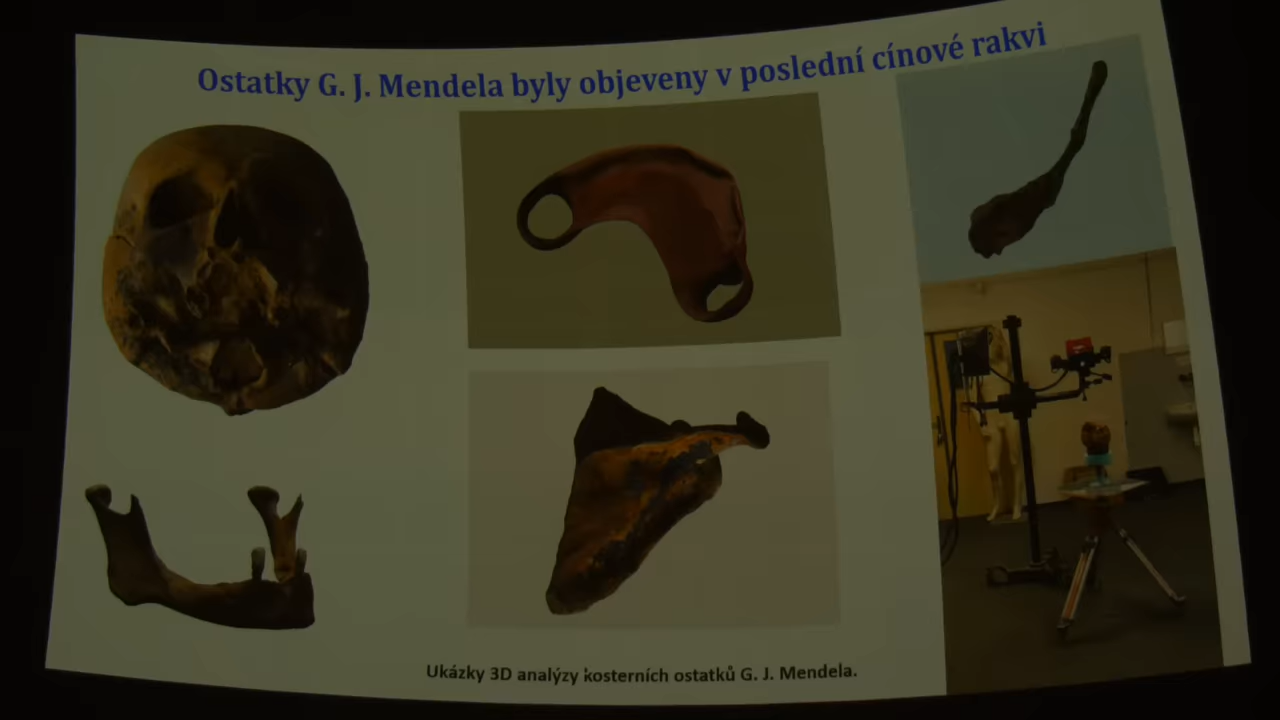 Ostatky G. J. Mendela byly objeveny v poslední cínové rakvi
Ukázky 3D analýzy kosterních ostatků G. J. Mendela.